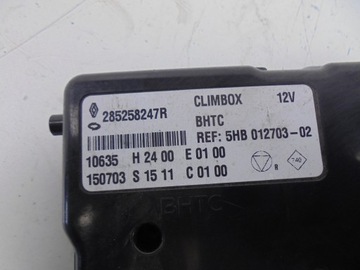 285258247R CLIMBOX 12V
BHTC
REF: 5HB 012703-02
10635 H 24 00 E 01 00
150703 S 15 11 C 01 00
R 740
BHTC